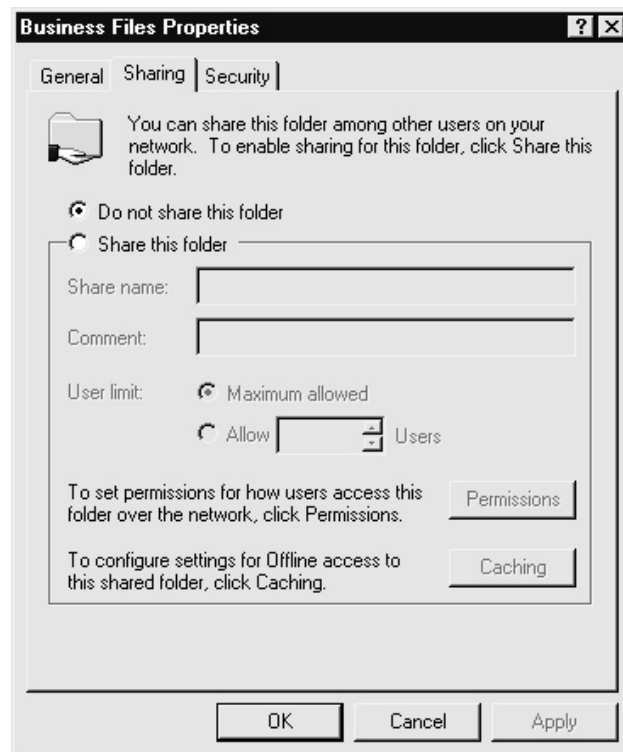 Business Files Properties
General Sharing Security
You can share this folder among other users on your
network. To enable sharing for this folder, click Share this
folder.
Do not share this folder
Share this folder
Share name:
Comment:
User limit: Maximum allowed
Allow Users
To set permissions for how users access this
folder over the network, click Permissions.
Permissions
To configure settings for Offline access to
this shared folder, click Caching.
Caching
OK Cancel Apply